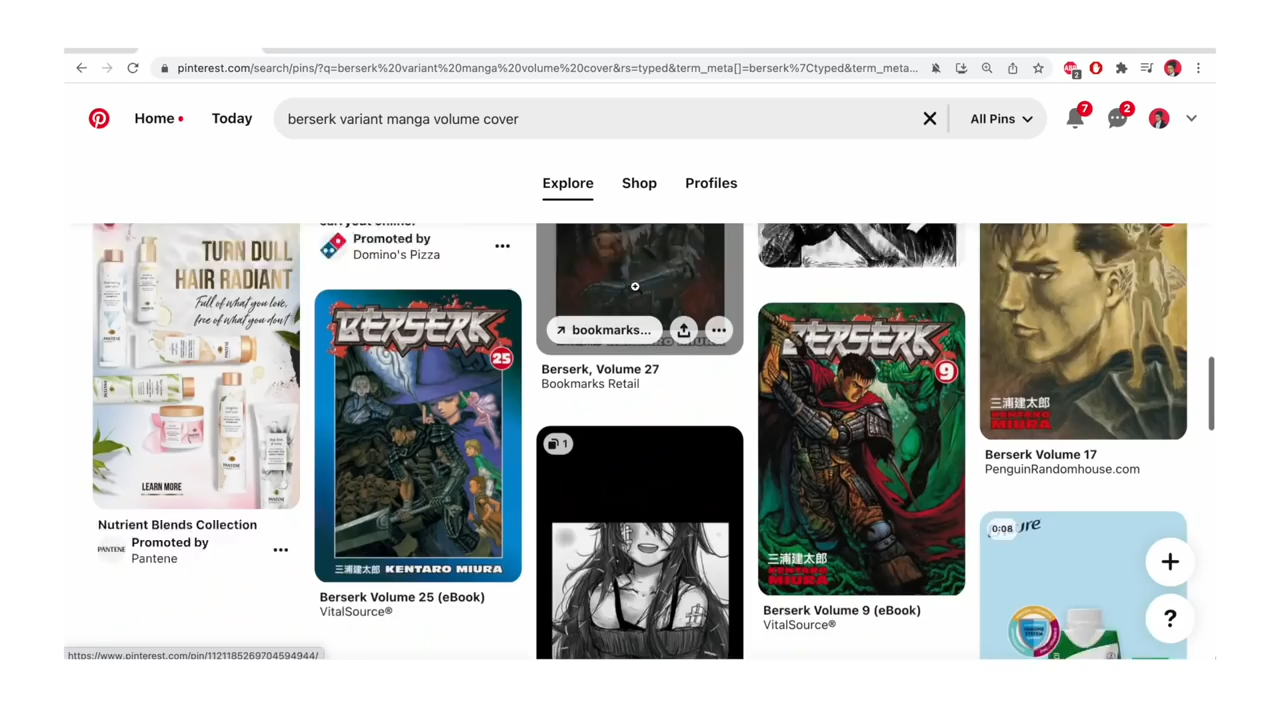 pinterest.com/search/pins/?q=berserk%20variant%20manga%20volume%20cover&rs=typed&term_meta[]=berserk%7Ctyped&term_meta...
2
Home
Today
berserk variant manga volume cover
All Pins
7
2
Explore
Shop
Profiles
TURN DULL
HAIR RADIANT
Full of what you love,
free of what you don't
LEARN MORE
PANTENE
Nutrient Blends Collection
PANTENE
Promoted by
Pantene
Promoted by
Domino's Pizza
BERSERK
25
三浦建太郎 KENTARO MIURA
Berserk Volume 25 (eBook)
VitalSource®
bookmarks...
Berserk, Volume 27
Bookmarks Retail
1
BERSERK
9
三浦建太郎
KENTARO
MIURA
Berserk Volume 9 (eBook)
VitalSource®
三浦建太郎
KENTARO
MIURA
Berserk Volume 17
PenguinRandomhouse.com
0:08
+
?
https://www.pinterest.com/pin/1121185269704594944/